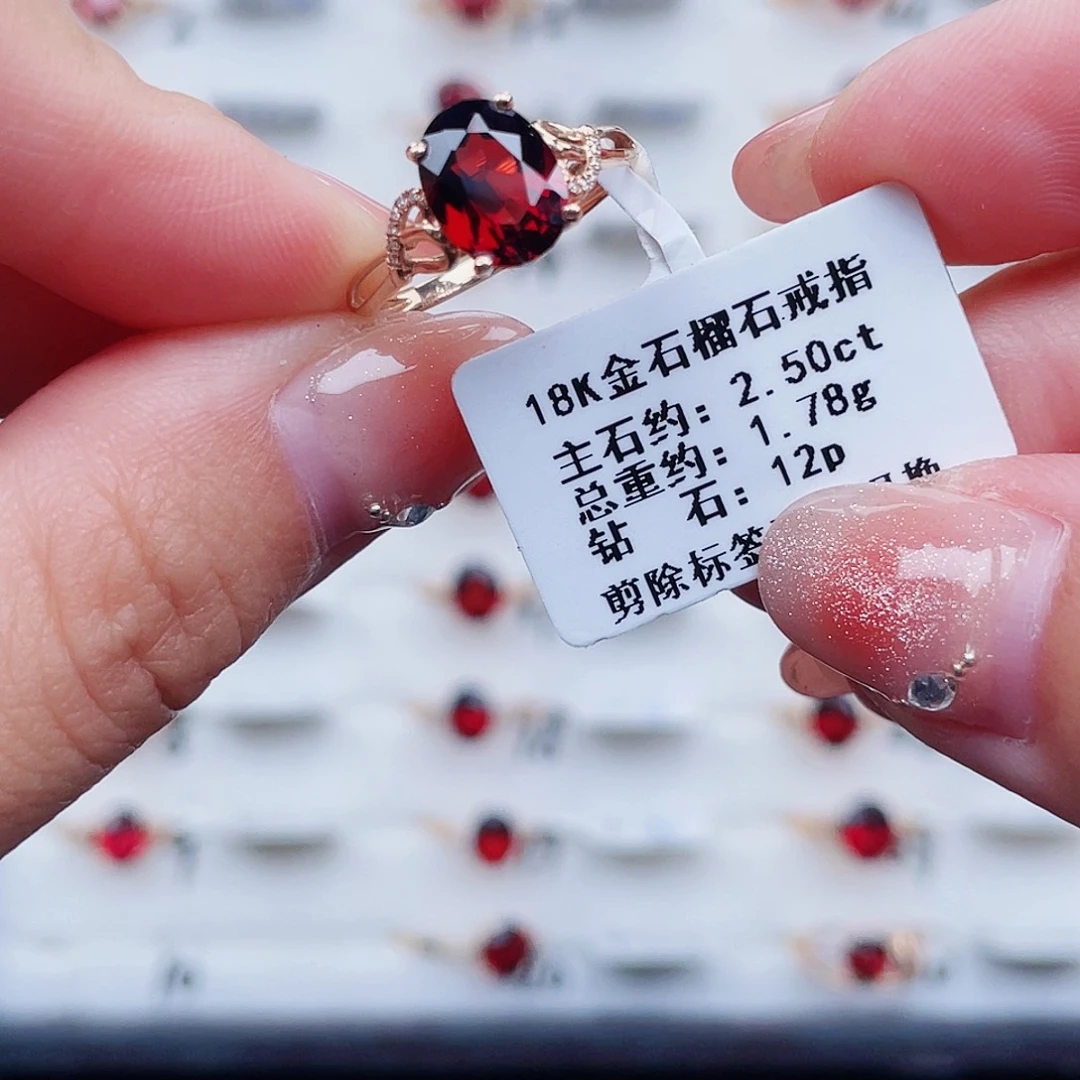 18K金石榴石戒指
主石约: 2.50ct
总重约: 1.78g
钻 石: 12p
剪除标签